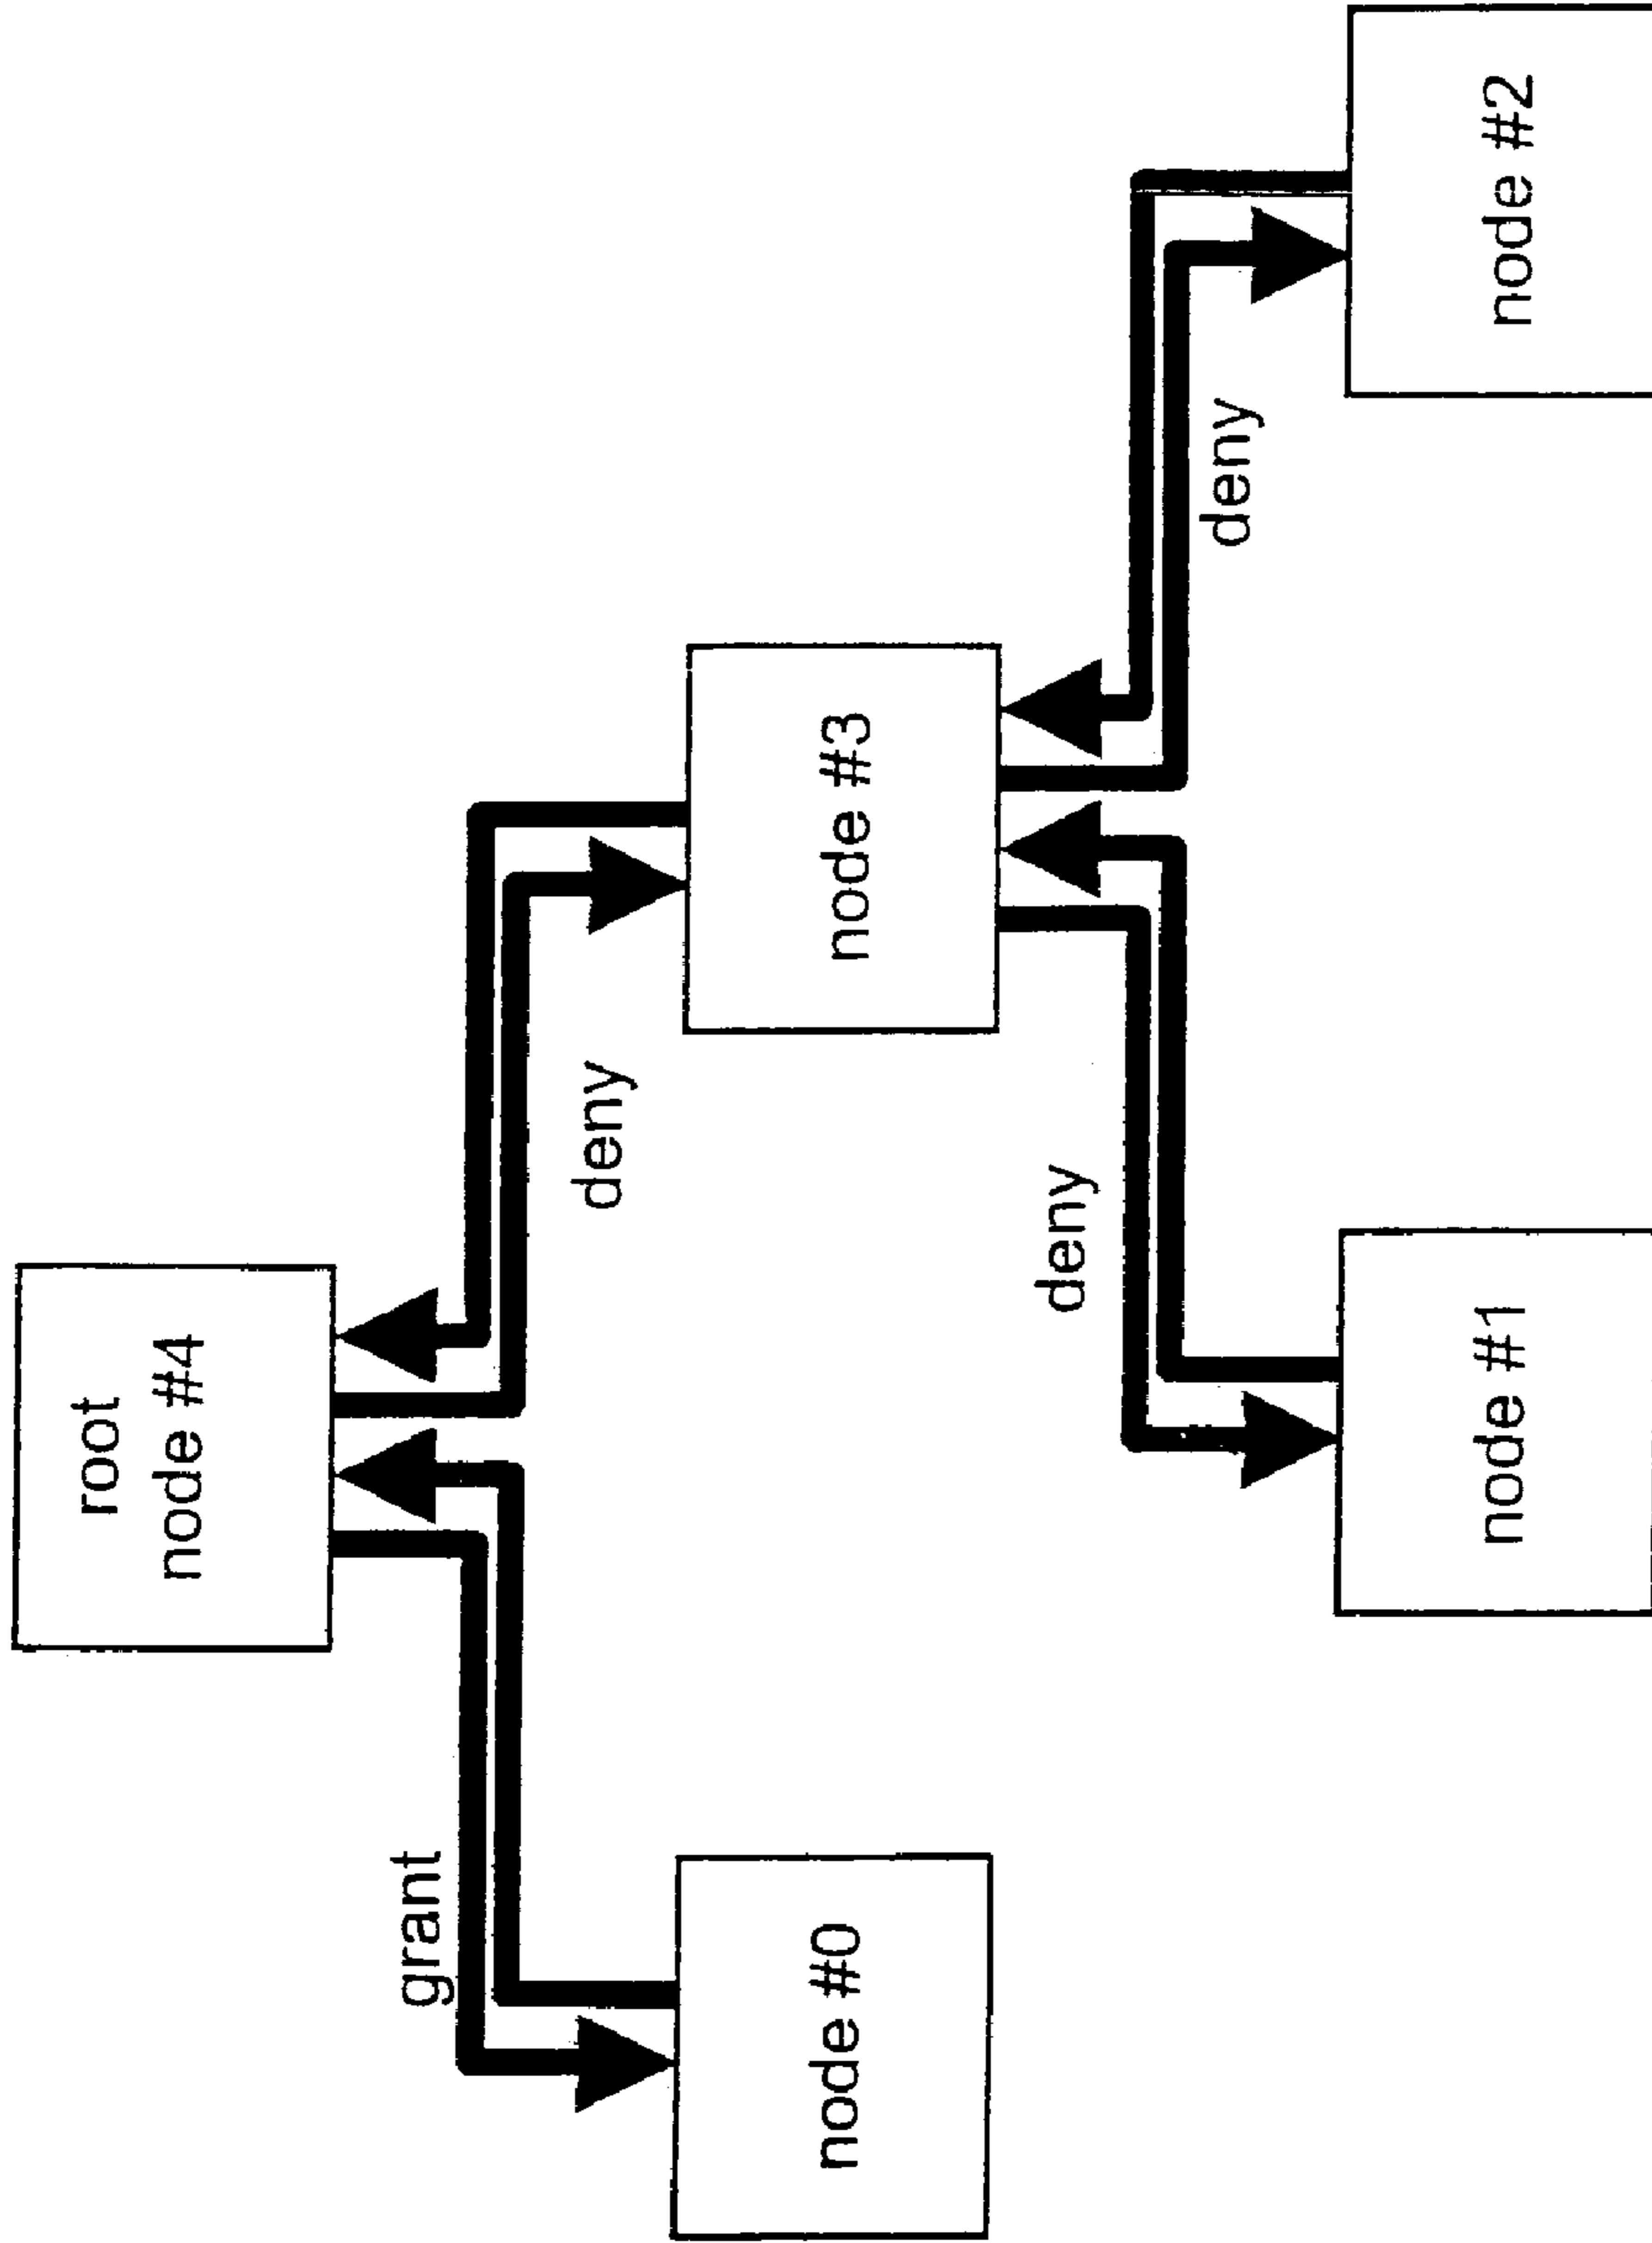 root
node #4
grant
deny
node #0
node #3
deny
deny
node #1
node #2